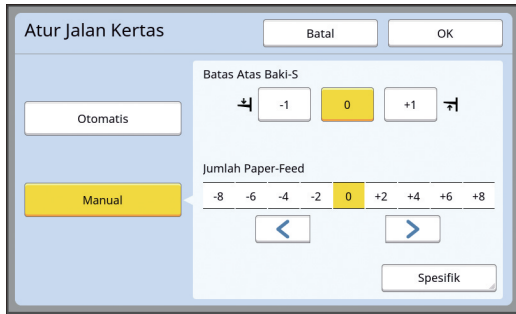 Atur Jalan Kertas
Batal
OK
Batas Atas Baki-S
-1
0
+1
Otomatis
Jumlah Paper-Feed
Manual
-8 -6 -4 -2 0 +2 +4 +6 +8
Spesifik